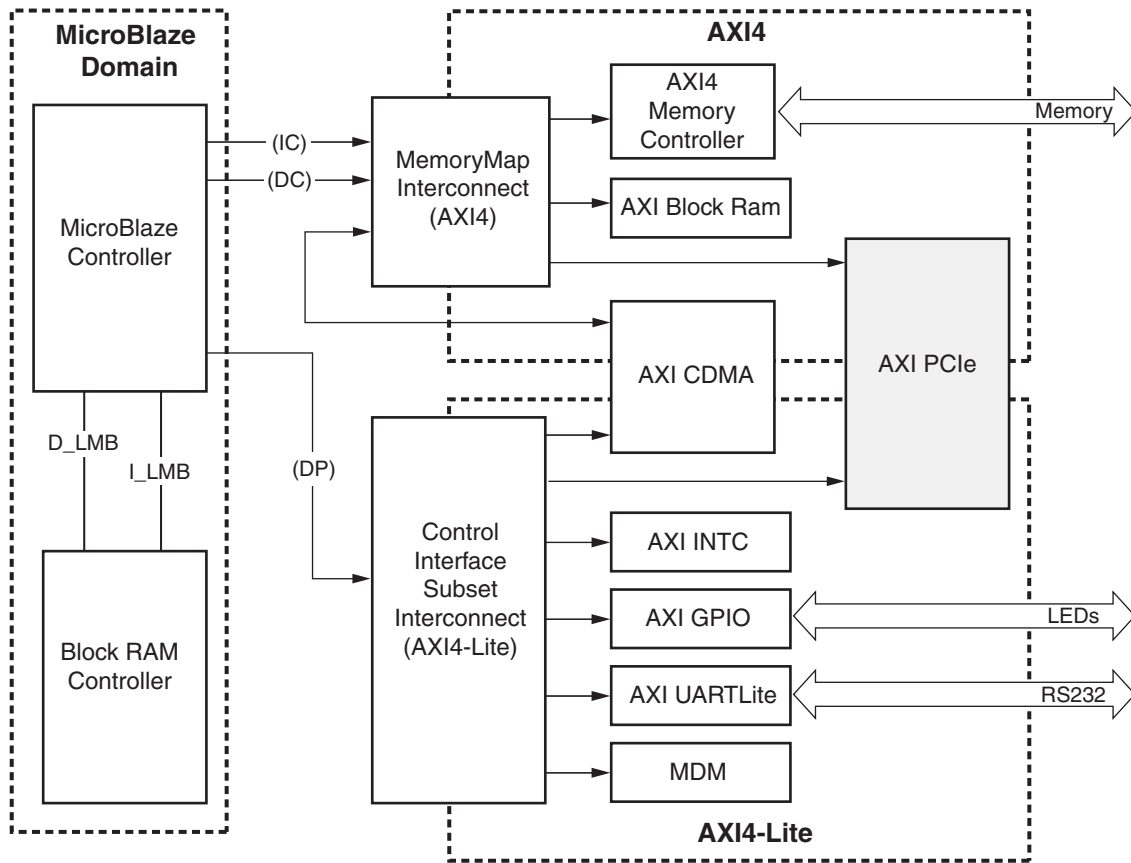 MicroBlaze
Domain
MicroBlaze
Controller
D_LMB
I_LMB
Block RAM
Controller
(IC)
(DC)
(DP)
AXI4
MemoryMap
Interconnect
(AXI4)
AXI4
Memory
Controller
Memory
AXI Block Ram
AXI CDMA
AXI PCIe
Control
Interface
Subset
Interconnect
(AXI4-Lite)
AXI INTC
AXI GPIO
LEDs
AXI UARTLite
RS232
MDM
AXI4-Lite